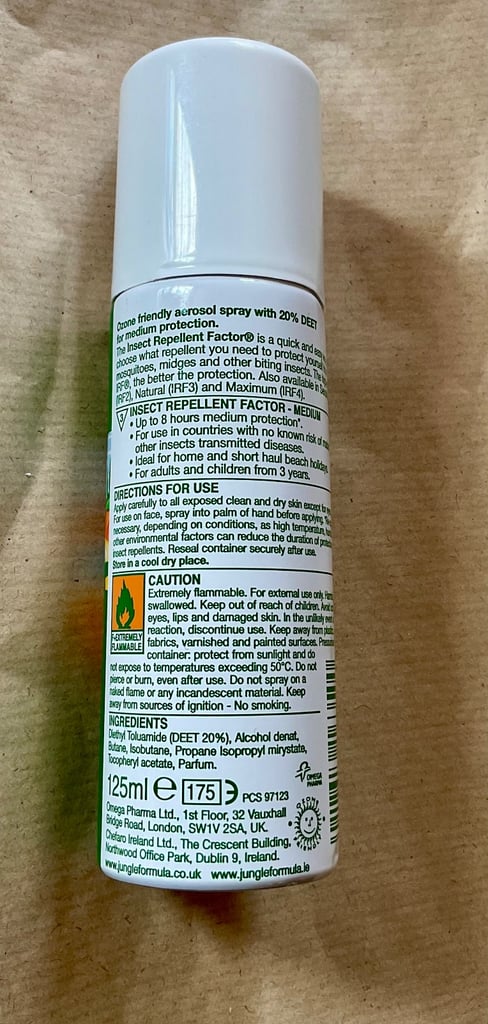 Ozone friendly aerosol spray with 20% DEET
for medium protection.
The Insect Repellent Factor® is a quick and easy
choose what repellent you need to protect yourself
mosquitoes, midges and other biting insects. The
IRF®, the better the protection. Also available in
(IRF2), Natural (IRF3) and Maximum (IRF4).
INSECT REPELLENT FACTOR - MEDIUM
• Up to 8 hours medium protection*.
• For use in countries with no known risk of
other insects transmitted diseases.
• Ideal for home and short haul beach holidays
• For adults and children from 3 years.
DIRECTIONS FOR USE
Apply carefully to all exposed clean and dry skin except for
For use on face, spray into palm of hand before applying.
necessary, depending on conditions, as high temperature,
other environmental factors can reduce the duration of
insect repellents. Reseal container securely after use.
Store in a cool dry place.
CAUTION
Extremely flammable. For external use only.
swallowed. Keep out of reach of children. Avoid
eyes, lips and damaged skin. In the unlikely
reaction, discontinue use. Keep away from
fabrics, varnished and painted surfaces.
container: protect from sunlight and do
F+EXTREMELY
FLAMMABLE
not expose to temperatures exceeding 50°C. Do not
pierce or burn, even after use. Do not spray on a
naked flame or any incandescent material. Keep
away from sources of ignition - No smoking.
INGREDIENTS
Diethyl Toluamide (DEET 20%), Alcohol denat,
Butane, Isobutane, Propane Isopropyl mirystate,
Tocopheryl acetate, Parfum.
OMEGA
PHARMA
125ml e 175 PCS 97123
Omega Pharma Ltd., 1st Floor, 32 Vauxhall
Bridge Road, London, SW1V 2SA, UK.
Chefaro Ireland Ltd., The Crescent Building,
Northwood Office Park, Dublin 9, Ireland.
www.jungleformula.co.uk www.jungleformula.ie